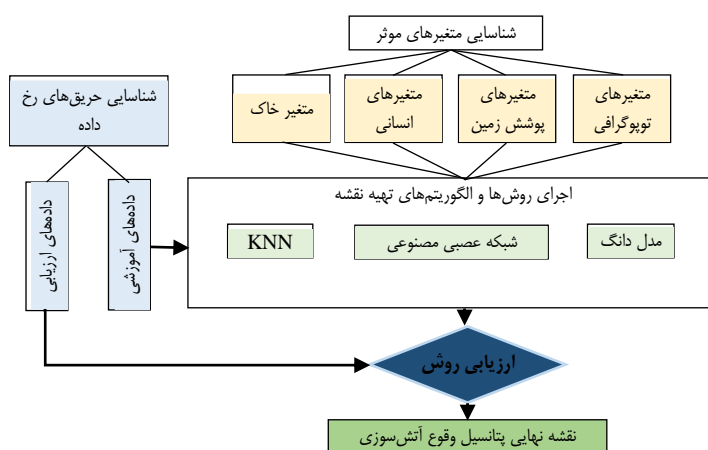 شناسایی متغیرهای موثر
شناسایی حریق‌های رخ
داده
متغیرهای
توپوگرافی
متغیرهای
پوشش زمین
متغیرهای
انسانی
متغیر خاک
اجرای روش‌ها و الگوریتم‌های تهیه نقشه
مدل دانگ
شبکه عصبی مصنوعی
KNN
داده‌های آموزشی
داده‌های ارزیابی
ارزیابی روش
نقشه نهایی پتانسیل وقوع آتش‌سوزی